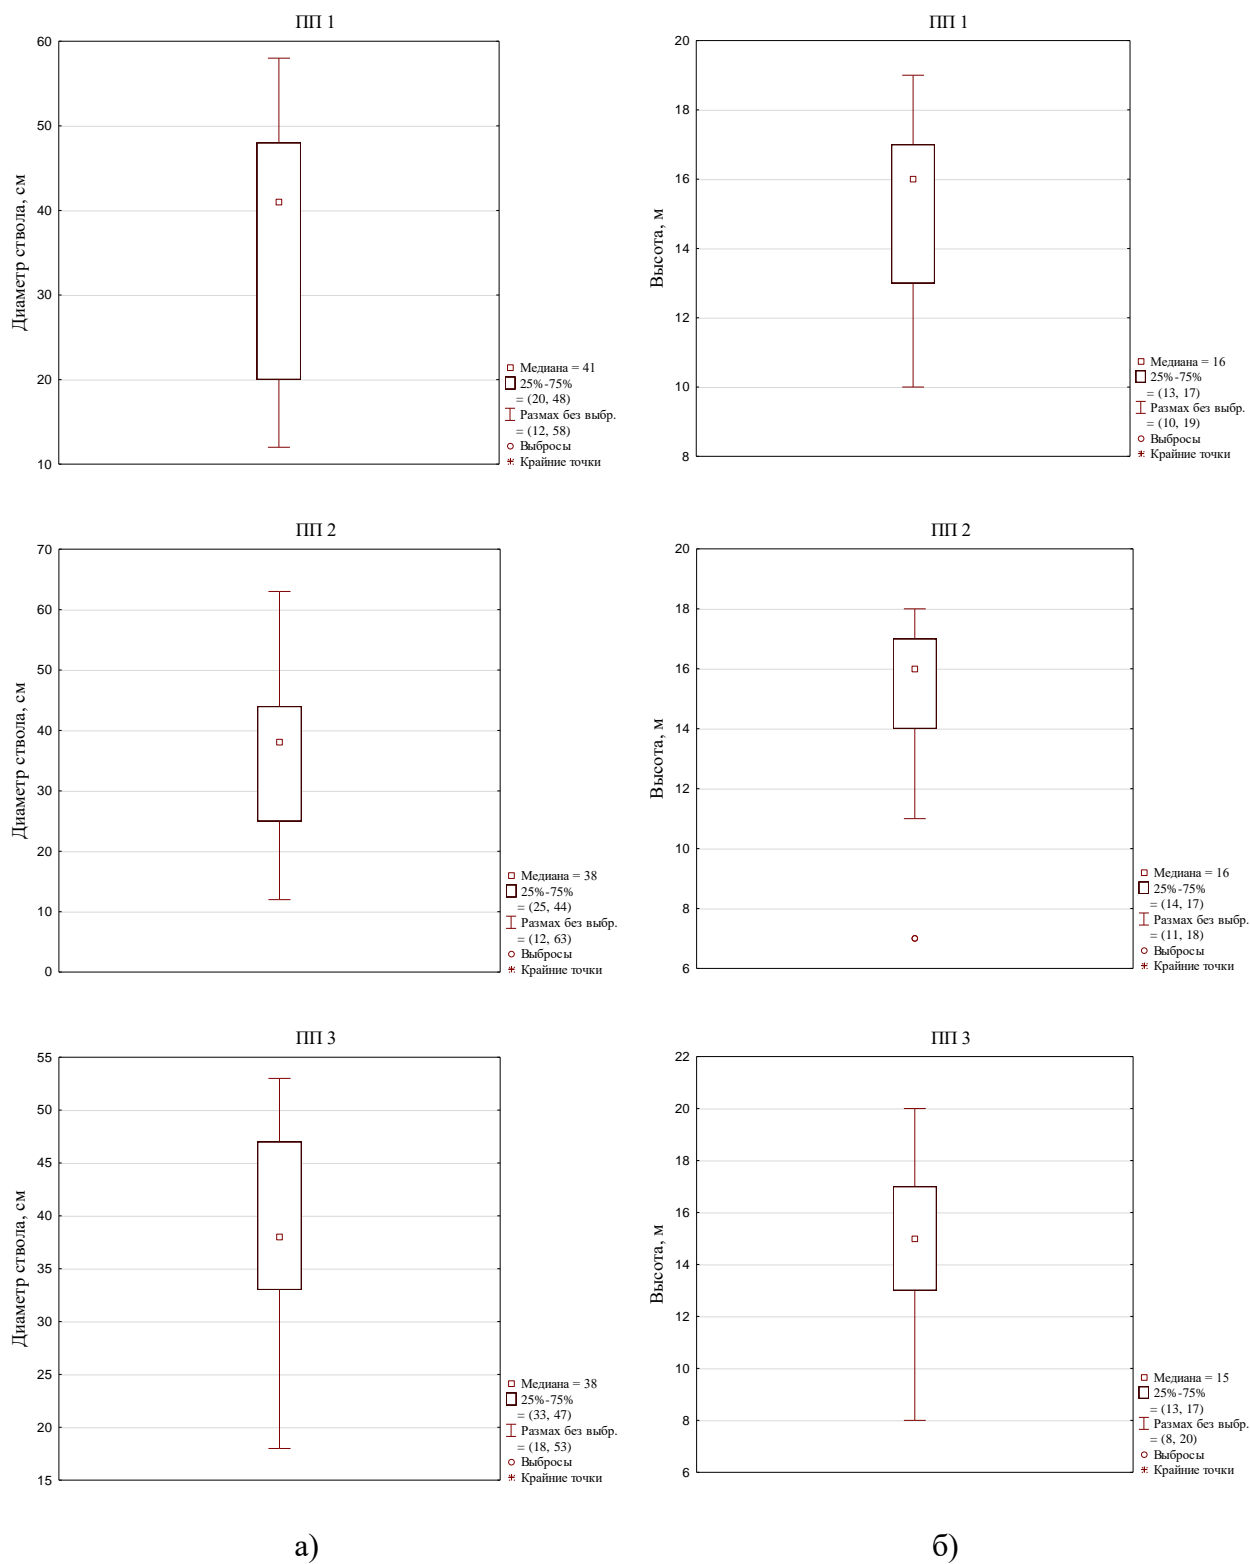 ПП 1
60
50
40
30
20
10
Диаметр ствола, см
Медиана = 41
25%-75%
= (20, 48)
Размах без выбр.
= (12, 58)
Выбросы
Крайние точки
ПП 1
20
18
16
14
12
10
8
Высота, м
Медиана = 16
25%-75%
= (13, 17)
Размах без выбр.
= (10, 19)
Выбросы
Крайние точки
ПП 2
70
60
50
40
30
20
10
0
Диаметр ствола, см
Медиана = 38
25%-75%
= (25, 44)
Размах без выбр.
= (12, 63)
Выбросы
Крайние точки
ПП 2
20
18
16
14
12
10
8
6
Высота, м
Медиана = 16
25%-75%
= (14, 17)
Размах без выбр.
= (11, 18)
Выбросы
Крайние точки
ПП 3
55
50
45
40
35
30
25
20
15
Диаметр ствола, см
Медиана = 38
25%-75%
= (33, 47)
Размах без выбр.
= (18, 53)
Выбросы
Крайние точки
ПП 3
22
20
18
16
14
12
10
8
6
Высота, м
Медиана = 15
25%-75%
= (13, 17)
Размах без выбр.
= (8, 20)
Выбросы
Крайние точки
а)
б)